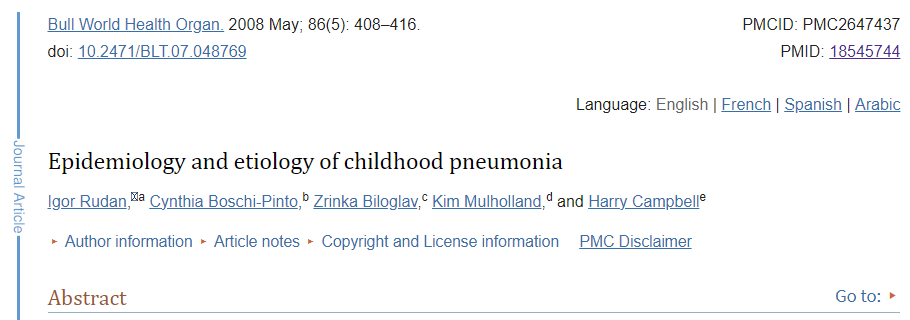 Bull World Health Organ. 2008 May; 86(5): 408–416.
PMCID: PMC2647437
doi: 10.2471/BLT.07.048769
PMID: 18545744
Language: English | French | Spanish | Arabic
Journal Article
Epidemiology and etiology of childhood pneumonia
Igor Rudan,a Cynthia Boschi-Pinto,b Zrinka Biloglav,c Kim Mulholland,d and Harry Campbelle
▸ Author information ▸ Article notes ▸ Copyright and License information PMC Disclaimer
Abstract
Go to: ▸